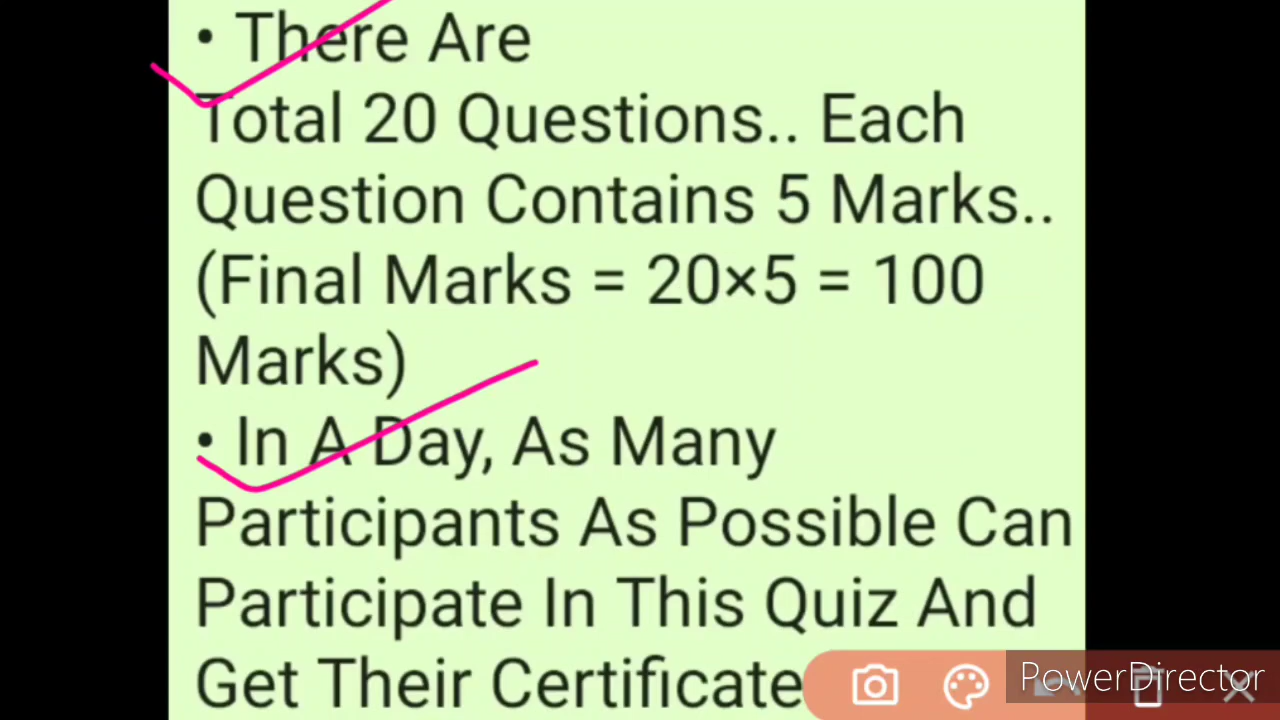 • There Are
Total 20 Questions.. Each
Question Contains 5 Marks..
(Final Marks = 20×5 = 100
Marks)
• In A Day, As Many
Participants As Possible Can
Participate In This Quiz And
Get Their Certificate
PowerDirector